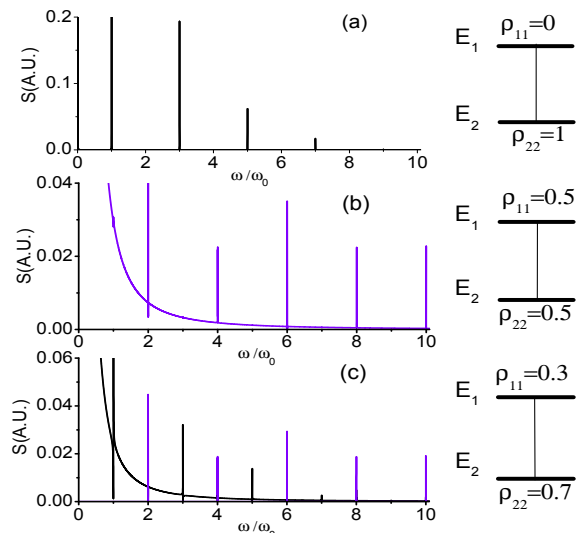 0.2
(a)
S(A.U.)
0.1
0.0
0 2 4 6 8 10
ω/ω₀
E₁ ρ₁₁=0
E₂ ρ₂₂=1
0.04
(b)
S(A.U.)
0.02
0.00
0 2 4 6 8 10
ω/ω₀
E₁ ρ₁₁=0.5
E₂ ρ₂₂=0.5
0.06
(c)
0.04
S(A.U.)
0.02
0.00
0 2 4 6 8 10
ω/ω₀
E₁ ρ₁₁=0.3
E₂ ρ₂₂=0.7